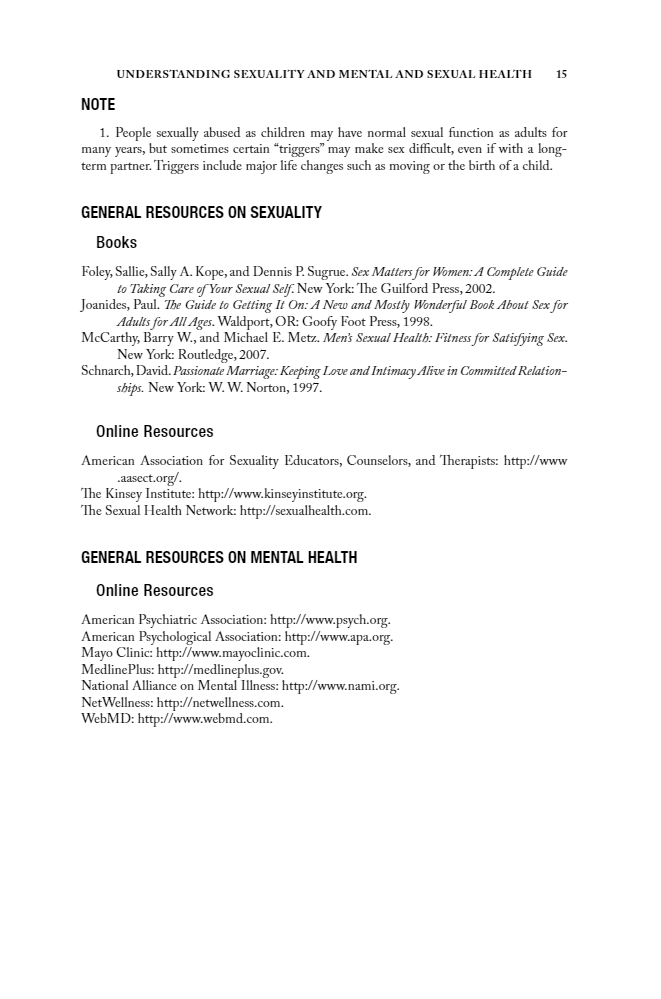 UNDERSTANDING SEXUALITY AND MENTAL AND SEXUAL HEALTH 15
NOTE
1. People sexually abused as children may have normal sexual function as adults for
many years, but sometimes certain “triggers” may make sex difficult, even if with a long-
term partner. Triggers include major life changes such as moving or the birth of a child.
GENERAL RESOURCES ON SEXUALITY
Books
Foley, Sallie, Sally A. Kope, and Dennis P. Sugrue. Sex Matters for Women: A Complete Guide
to Taking Care of Your Sexual Self. New York: The Guilford Press, 2002.
Joanides, Paul. The Guide to Getting It On: A New and Mostly Wonderful Book About Sex for
Adults for All Ages. Waldport, OR: Goofy Foot Press, 1998.
McCarthy, Barry W., and Michael E. Metz. Men’s Sexual Health: Fitness for Satisfying Sex.
New York: Routledge, 2007.
Schnarch, David. Passionate Marriage: Keeping Love and Intimacy Alive in Committed Relation-
ships. New York: W. W. Norton, 1997.
Online Resources
American Association for Sexuality Educators, Counselors, and Therapists: http://www
.aasect.org/.
The Kinsey Institute: http://www.kinseyinstitute.org.
The Sexual Health Network: http://sexualhealth.com.
GENERAL RESOURCES ON MENTAL HEALTH
Online Resources
American Psychiatric Association: http://www.psych.org.
American Psychological Association: http://www.apa.org.
Mayo Clinic: http://www.mayoclinic.com.
MedlinePlus: http://medlineplus.gov.
National Alliance on Mental Illness: http://www.nami.org.
NetWellness: http://netwellness.com.
WebMD: http://www.webmd.com.